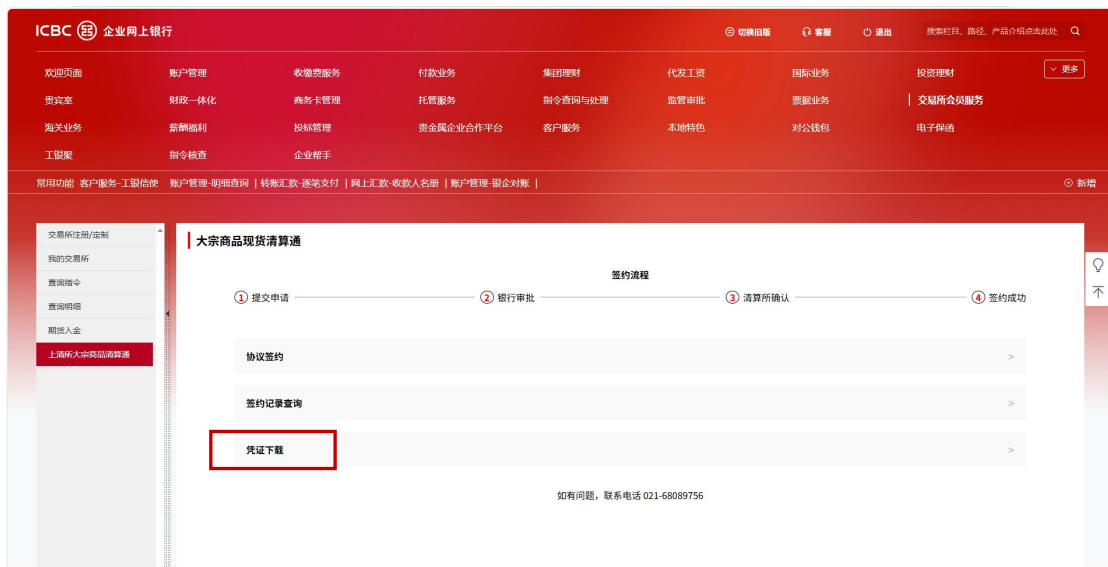 ICBC 企业网上银行 切换旧版 客服 退出 搜索栏目、路径、产品介绍点击此处
欢迎页面 账户管理 收缴费服务 付款业务 集团理财 代发工资 国际业务 投资理财 更多
贵宾室 财政一体化 商务卡管理 托管服务 指令查询与处理 监管审批 票据业务 交易所会员服务
海关业务 薪酬福利 投标管理 贵金属企业合作平台 客户服务 本地特色 对公钱包 电子保函
工银聚 指令核查 企业帮手
常用功能 客户服务-工银信使 账户管理-明细查询 | 转账汇款-逐笔支付 | 网上汇款-收款人名册 | 账户管理-银企对账 | 新增
交易所注册/定制
我的交易所
查询指令
查询明细
期货入金
上清所大宗商品清算通
大宗商品现货清算通
签约流程
1 提交申请 2 银行审批 3 清算所确认 4 签约成功
协议签约 >
签约记录查询 >
凭证下载 >
如有问题，联系电话 021-68089756